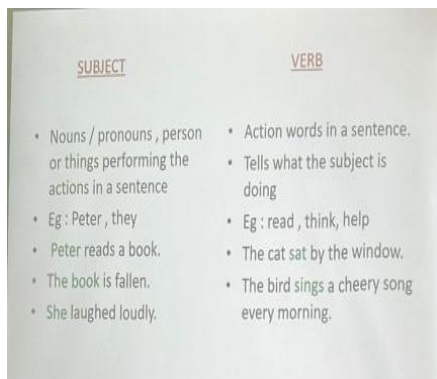 SUBJECT
• Nouns / pronouns , person
or things performing the
actions in a sentence
• Eg : Peter , they
• Peter reads a book.
• The book is fallen.
• She laughed loudly.
VERB
• Action words in a sentence.
• Tells what the subject is
doing
• Eg : read , think, help
• The cat sat by the window.
• The bird sings a cheery song
every morning.